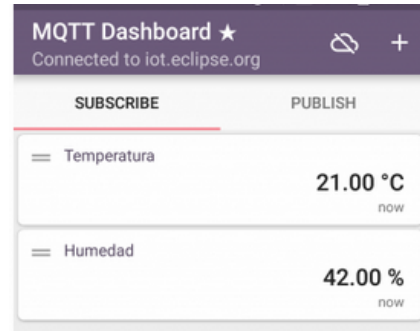 MQTT Dashboard ★
Connected to iot.eclipse.org
SUBSCRIBE PUBLISH
Temperatura
21.00 °C
now
Humedad
42.00 %
now